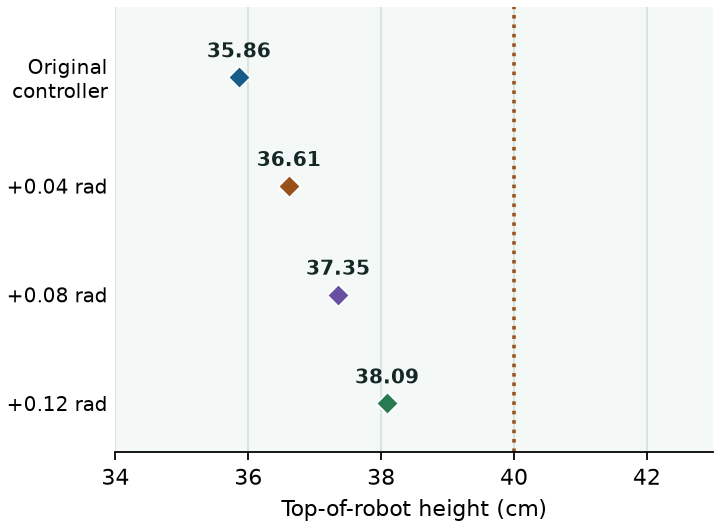 35.86
Original
controller
36.61
+0.04 rad
37.35
+0.08 rad
38.09
+0.12 rad
34 36 38 40 42
Top-of-robot height (cm)